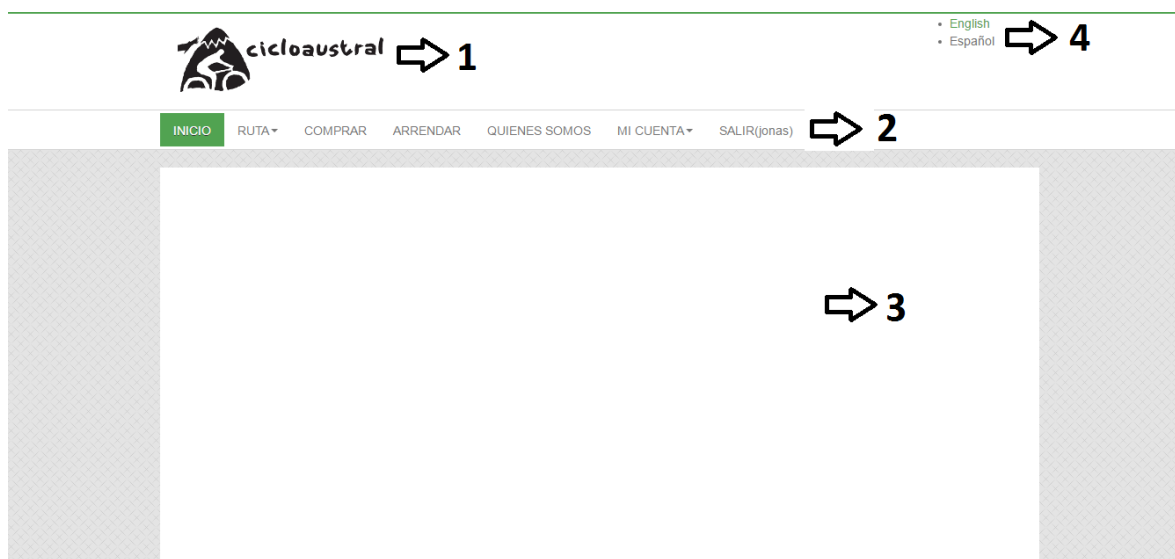 cicloaustral 1
English
Español 4
INICIO RUTA COMPRAR ARRENDAR QUIENES SOMOS MI CUENTA SALIR(jonas) 2
3